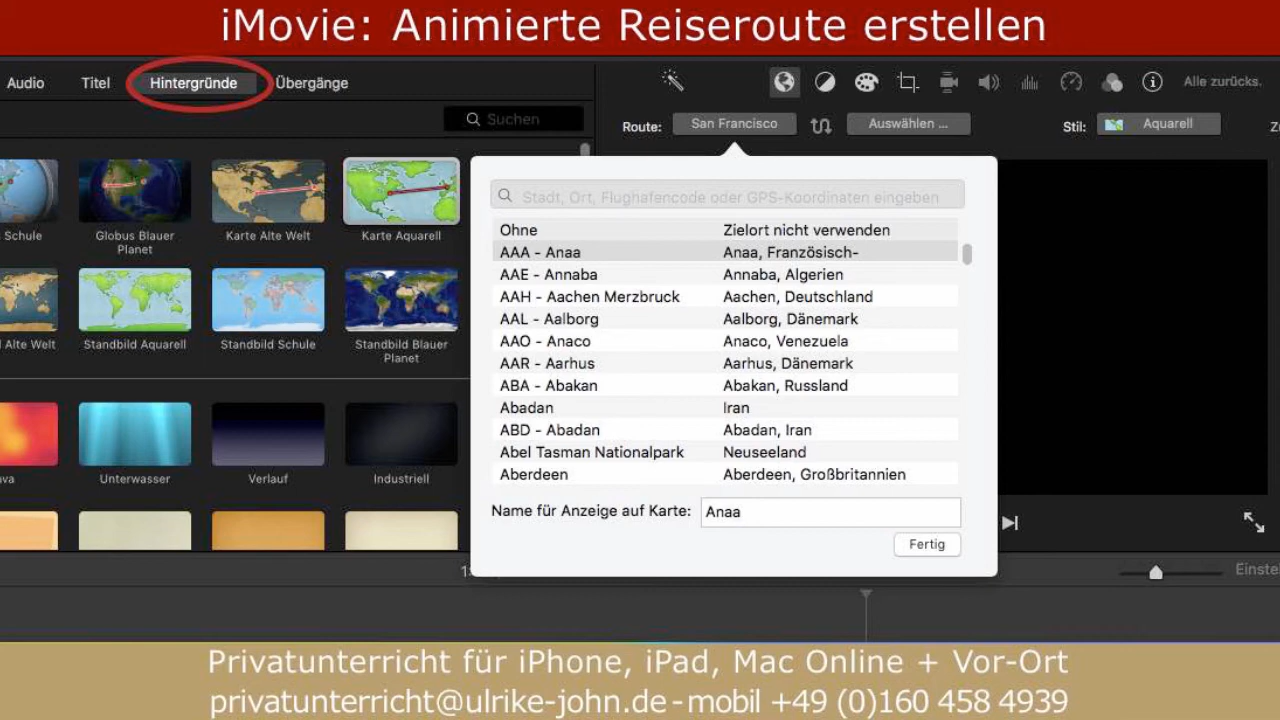 iMovie: Animierte Reiseroute erstellen
Audio Titel Hintergründe Übergänge
Alle zurücks.
Suchen
Route: San Francisco Auswählen ... Stil: Aquarell
Schule
Globus Blauer
Planet
Karte Alte Welt
Karte Aquarell
Alte Welt
Standbild Aquarell
Standbild Schule
Standbild Blauer
Planet
Unterwasser
Verlauf
Industriell
Stadt, Ort, Flughafencode oder GPS-Koordinaten eingeben
Ohne Zielort nicht verwenden
AAA - Anaa Anaa, Französisch-
AAE - Annaba Annaba, Algerien
AAH - Aachen Merzbruck Aachen, Deutschland
AAL - Aalborg Aalborg, Dänemark
AAO - Anaco Anaco, Venezuela
AAR - Aarhus Aarhus, Dänemark
ABA - Abakan Abakan, Russland
Abadan Iran
ABD - Abadan Abadan, Iran
Abel Tasman Nationalpark Neuseeland
Aberdeen Aberdeen, Großbritannien
Name für Anzeige auf Karte: Anaa
Fertig
Privatunterricht für iPhone, iPad, Mac Online + Vor-Ort
privatunterricht@ulrike-john.de - mobil +49 (0)160 458 4939